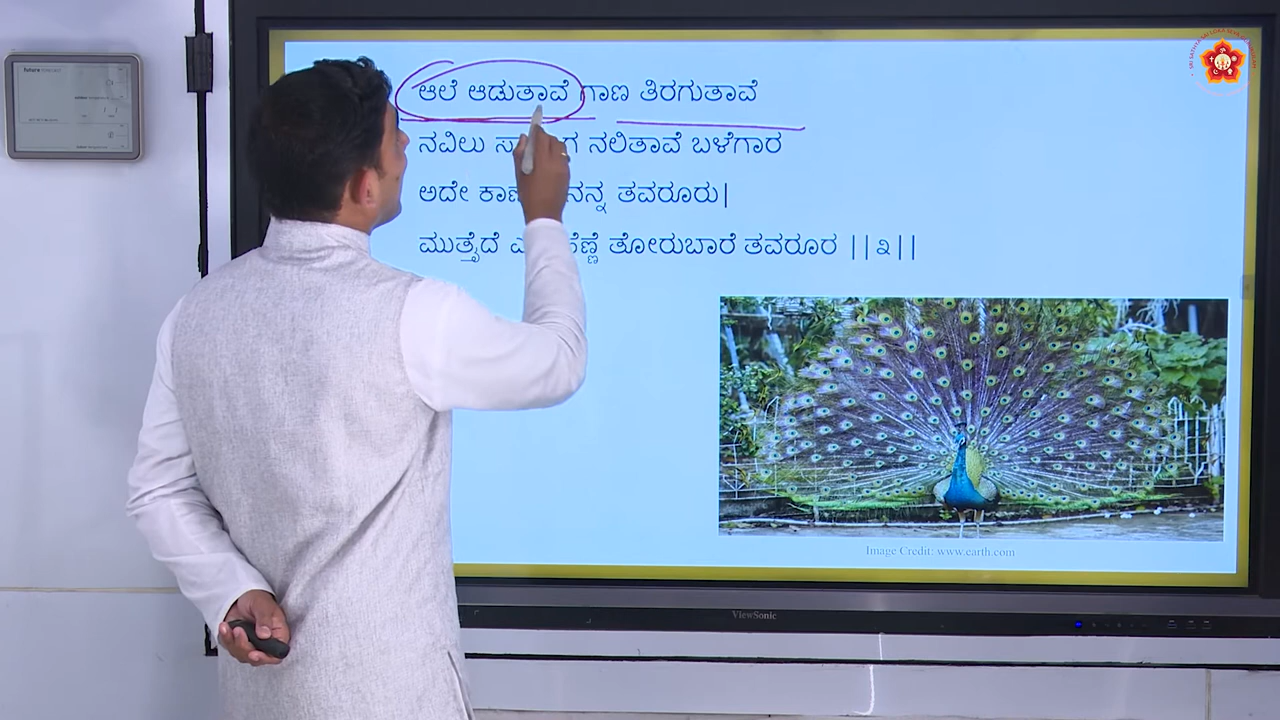 ಆಲೆ ಆಡುತಾವೆ ಗಾಣ ತಿರಗುತಾವೆ
ನವಿಲು ನಲಿತಾವೆ ಬಳೆಗಾರ
ಅದೇ ನನ್ನ ತವರೂರು|
ಮುತ್ತೈದೆ ತೋರುಬಾರೆ ತವರೂರ ||೩||
Image Credit: www.earth.com
ViewSonic